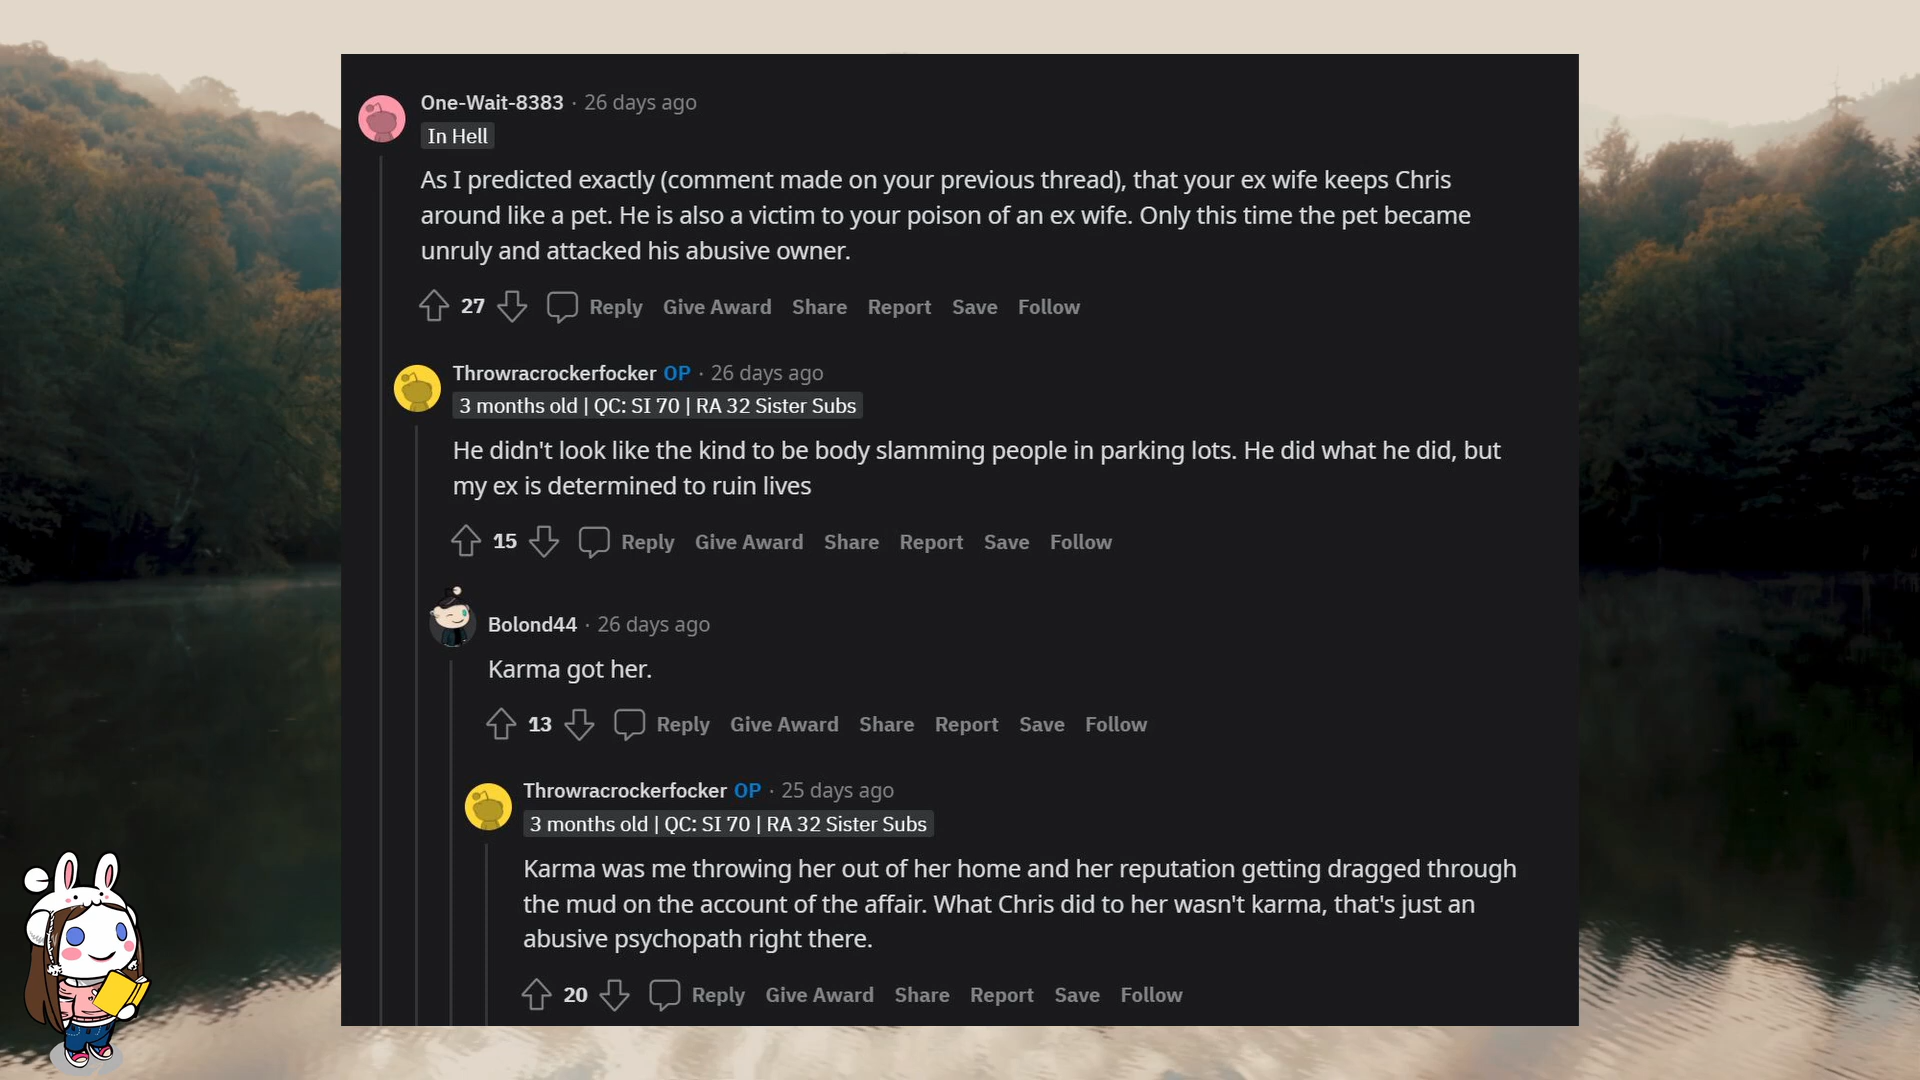 One-Wait-8383 · 26 days ago
In Hell
As I predicted exactly (comment made on your previous thread), that your ex wife keeps Chris
around like a pet. He is also a victim to your poison of an ex wife. Only this time the pet became
unruly and attacked his abusive owner.
27 Reply Give Award Share Report Save Follow
Throwracrockerfocker OP · 26 days ago
3 months old | QC: SI 70 | RA 32 Sister Subs
He didn't look like the kind to be body slamming people in parking lots. He did what he did, but
my ex is determined to ruin lives
15 Reply Give Award Share Report Save Follow
Bolond44 · 26 days ago
Karma got her.
13 Reply Give Award Share Report Save Follow
Throwracrockerfocker OP · 25 days ago
3 months old | QC: SI 70 | RA 32 Sister Subs
Karma was me throwing her out of her home and her reputation getting dragged through
the mud on the account of the affair. What Chris did to her wasn't karma, that's just an
abusive psychopath right there.
20 Reply Give Award Share Report Save Follow